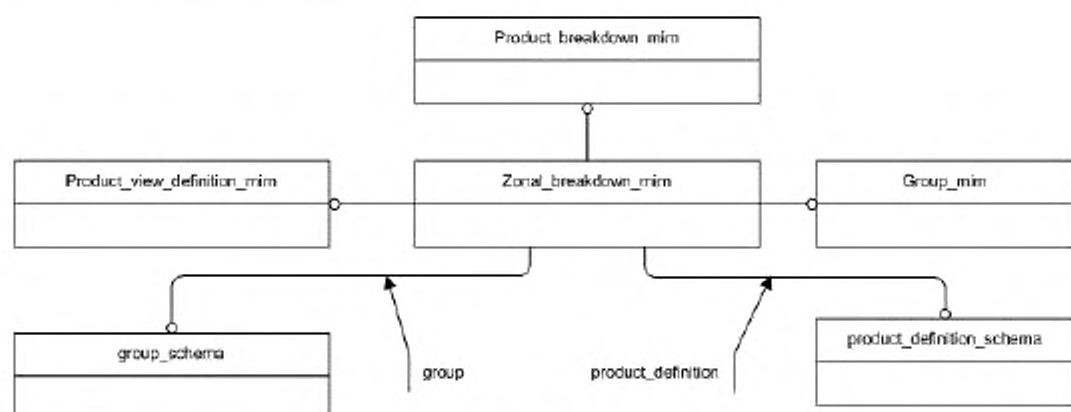 Product_breakdown_mim
Product_view_definition_mim
Zonal_breakdown_mim
Group_mim
group_schema
product_definition_schema
group
product_definition